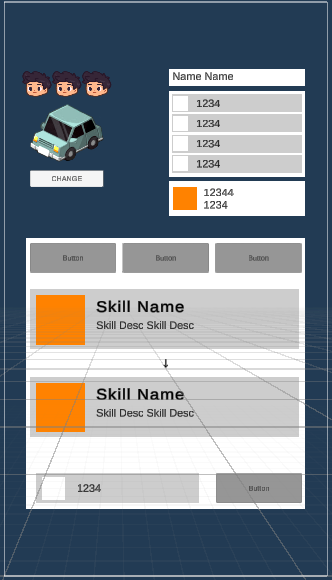 Name Name
1234
1234
1234
1234
12344
1234
CHANGE
Button
Button
Button
Skill Name
Skill Desc Skill Desc
↓
Skill Name
Skill Desc Skill Desc
1234
Button